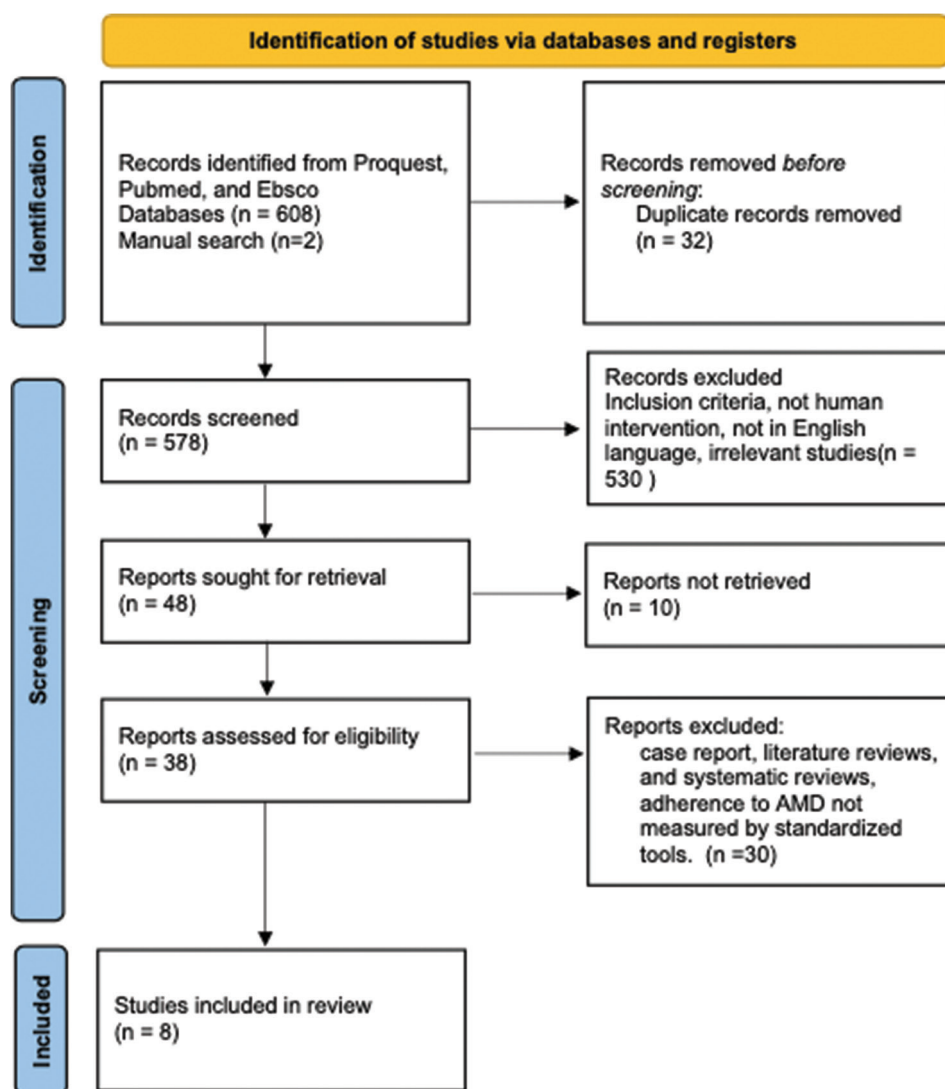 Identification of studies via databases and registers
Identification
Records identified from Proquest,
Pubmed, and Ebsco
Databases (n = 608)
Manual search (n=2)
Records removed before
screening:
Duplicate records removed
(n = 32)
Screening
Records screened
(n = 578)
Records excluded
Inclusion criteria, not human
intervention, not in English
language, irrelevant studies(n =
530 )
Reports sought for retrieval
(n = 48)
Reports not retrieved
(n = 10)
Reports assessed for eligibility
(n = 38)
Reports excluded:
case report, literature reviews,
and systematic reviews,
adherence to AMD not
measured by standardized
tools. (n =30)
Included
Studies included in review
(n = 8)